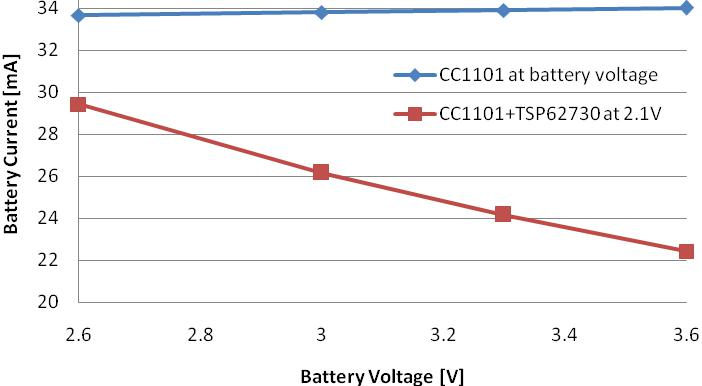 34
32
30
28
26
24
22
20
Battery Current [mA]
CC1101 at battery voltage
CC1101+TSP62730 at 2.1V
2.6 2.8 3 3.2 3.4 3.6
Battery Voltage [V]